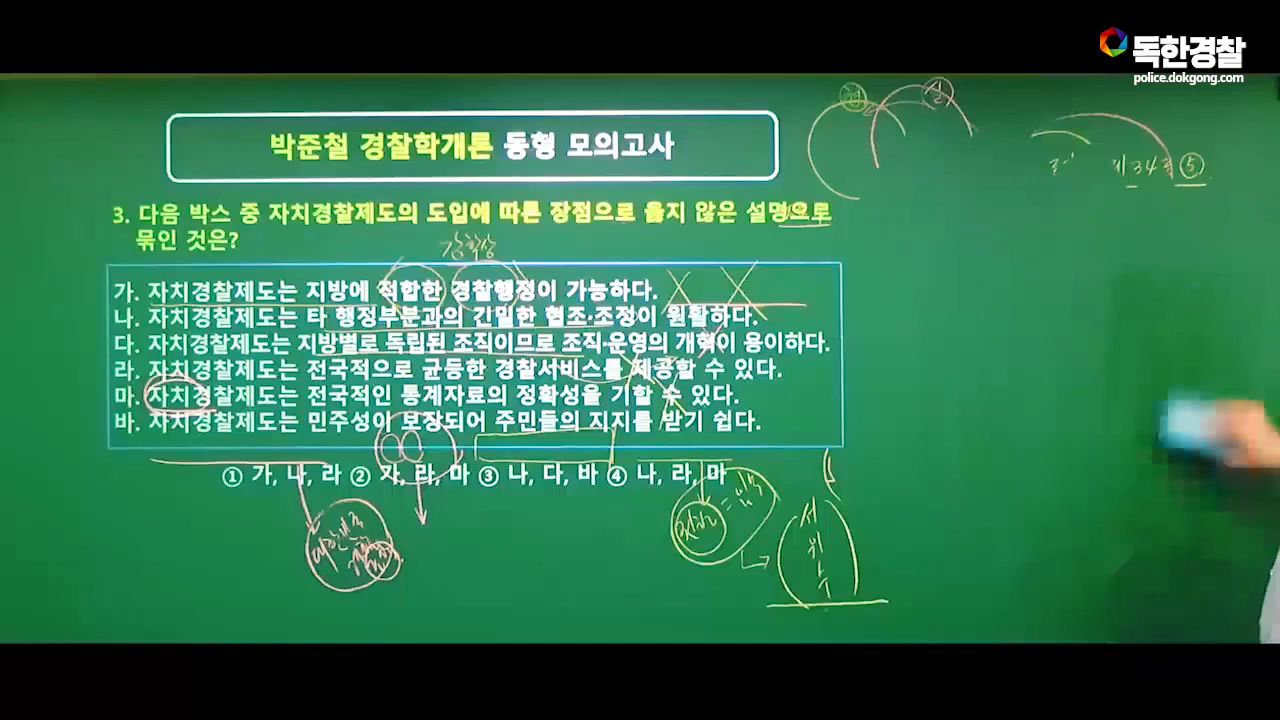 독한경찰
police.dokgong.com
박준철 경찰학개론 동형 모의고사
3. 다음 박스 중 자치경찰제도의 도입에 따른 장점으로 옳지 않은 설명으로
묶인 것은?
가. 자치경찰제도는 지방에 적합한 경찰행정이 가능하다.
나. 자치경찰제도는 타 행정부분과의 긴밀한 협조·조정이 원활하다.
다. 자치경찰제도는 지방별로 독립된 조직이므로 조직·운영의 개혁이 용이하다.
라. 자치경찰제도는 전국적으로 균등한 경찰서비스를 제공할 수 있다.
마. 자치경찰제도는 전국적인 통계자료의 정확성을 기할 수 있다.
바. 자치경찰제도는 민주성이 보장되어 주민들의 지지를 받기 쉽다.
① 가, 나, 라 ② 가, 라, 마 ③ 나, 다, 바 ④ 나, 라, 마